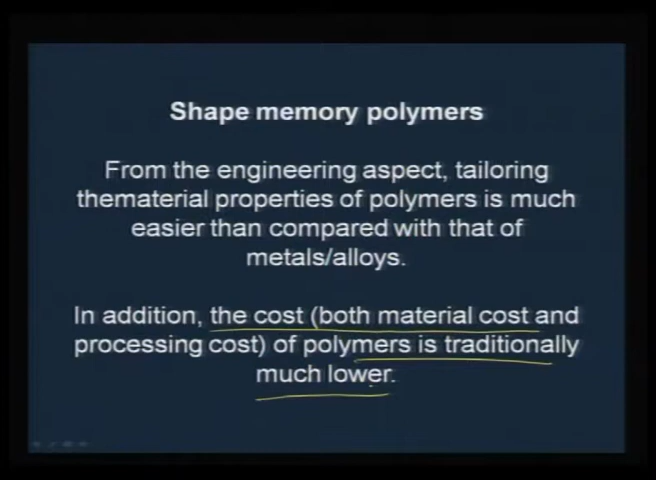 Shape memory polymers
From the engineering aspect, tailoring
thematerial properties of polymers is much
easier than compared with that of
metals/alloys.
In addition, the cost (both material cost and
processing cost) of polymers is traditionally
much lower.